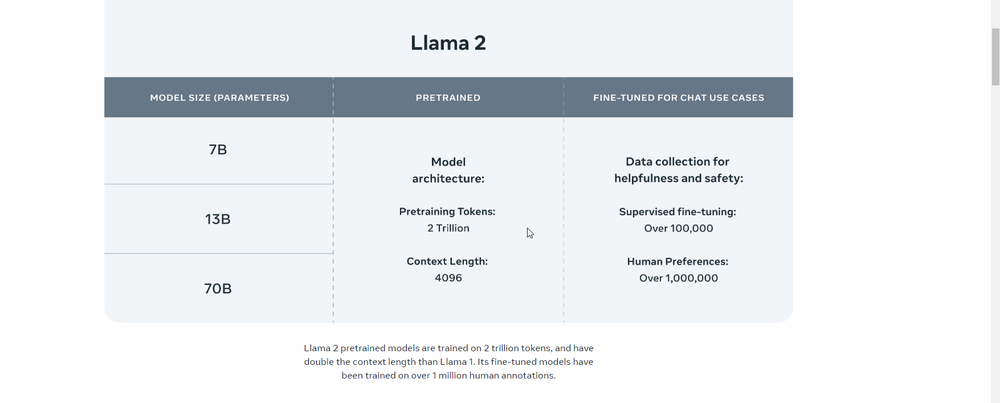 Llama 2
MODEL SIZE (PARAMETERS)
PRETRAINED
FINE-TUNED FOR CHAT USE CASES
7B
13B
70B
Model
architecture:
Pretraining Tokens:
2 Trillion
Context Length:
4096
Data collection for
helpfulness and safety:
Supervised fine-tuning:
Over 100,000
Human Preferences:
Over 1,000,000
Llama 2 pretrained models are trained on 2 trillion tokens, and have
double the context length than Llama 1. Its fine-tuned models have
been trained on over 1 million human annotations.